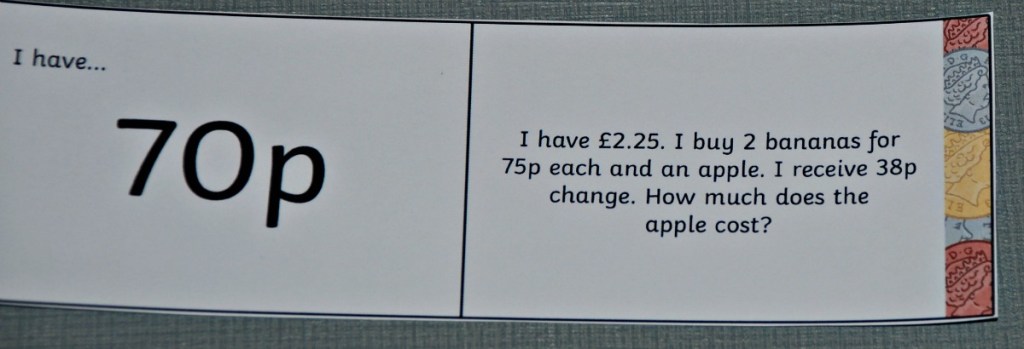 I have...
70p
I have £2.25. I buy 2 bananas for
75p each and an apple. I receive 38p
change. How much does the
apple cost?